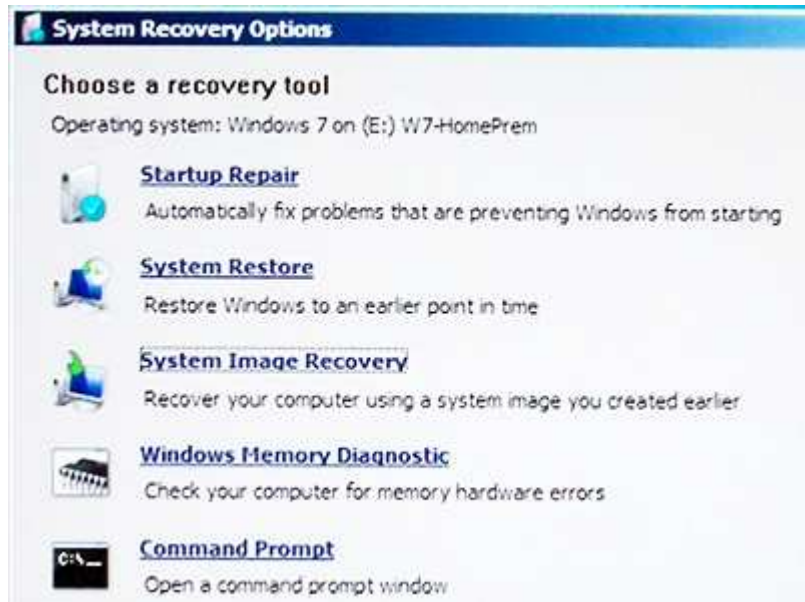 System Recovery Options
Choose a recovery tool
Operating system: Windows 7 on (E:) W7-HomePrem
Startup Repair
Automatically fix problems that are preventing Windows from starting
System Restore
Restore Windows to an earlier point in time
System Image Recovery
Recover your computer using a system image you created earlier
Windows Memory Diagnostic
Check your computer for memory hardware errors
C:\_
Command Prompt
Open a command prompt window